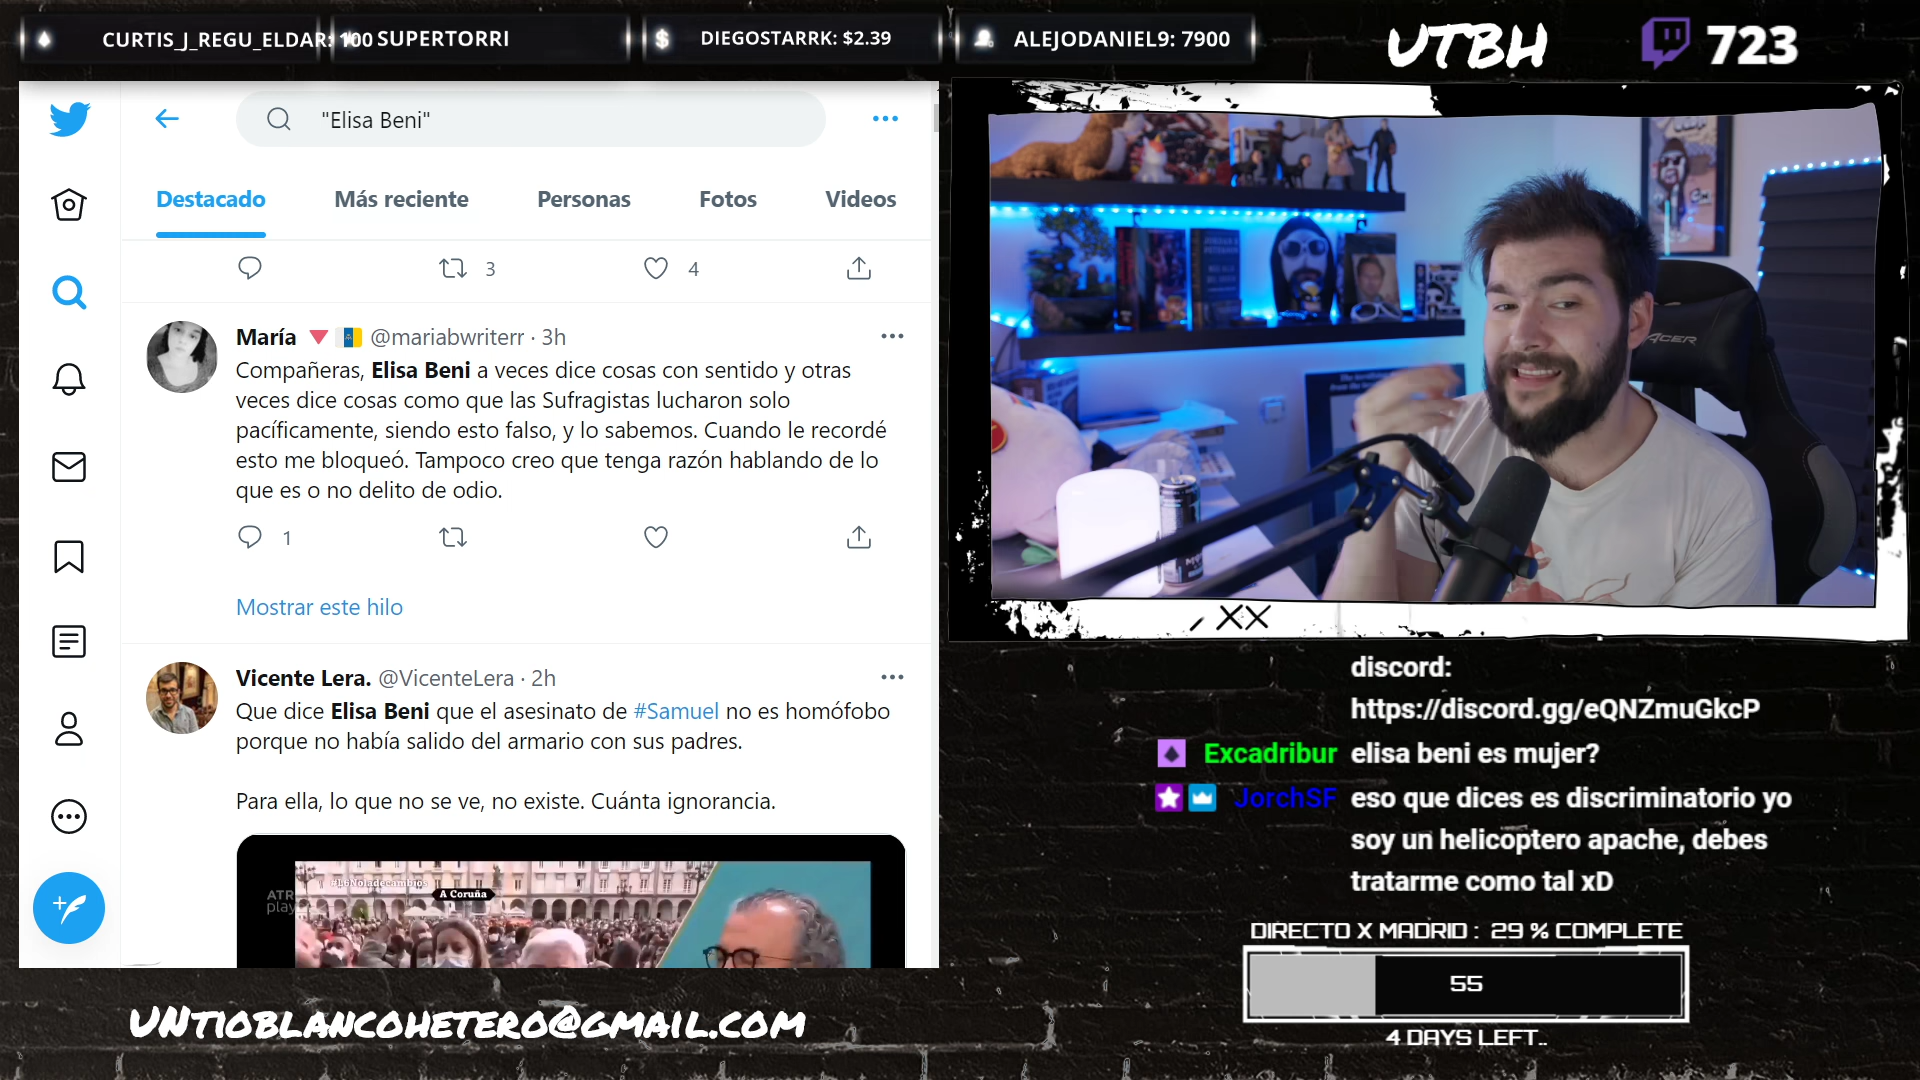 CURTIS_J_REGU_ELDAR: 100
SUPERTORRI
DIEGOSTARRK: $2.39
ALEJODANIEL9: 7900
UTBH
723
"Elisa Beni"
Destacado
Más reciente
Personas
Fotos
Videos
3
4
María @mariabwriterr · 3h
Compañeras, Elisa Beni a veces dice cosas con sentido y otras
veces dice cosas como que las Sufragistas lucharon solo
pacíficamente, siendo esto falso, y lo sabemos. Cuando le recordé
esto me bloqueó. Tampoco creo que tenga razón hablando de lo
que es o no delito de odio.
1
Mostrar este hilo
Vicente Lera. @VicenteLera · 2h
Que dice Elisa Beni que el asesinato de #Samuel no es homófobo
porque no había salido del armario con sus padres.
Para ella, lo que no se ve, no existe. Cuánta ignorancia.
A Coruña
ACER
XX
discord:
https://discord.gg/eQNZmuGkcP
Excadribur elisa beni es mujer?
JorchSF eso que dices es discriminatorio yo
soy un helicoptero apache, debes
tratarme como tal xD
DIRECTO X MADRID : 29 % COMPLETE
55
4 DAYS LEFT..
UNTIOBLANCOHETERO@GMAIL.COM